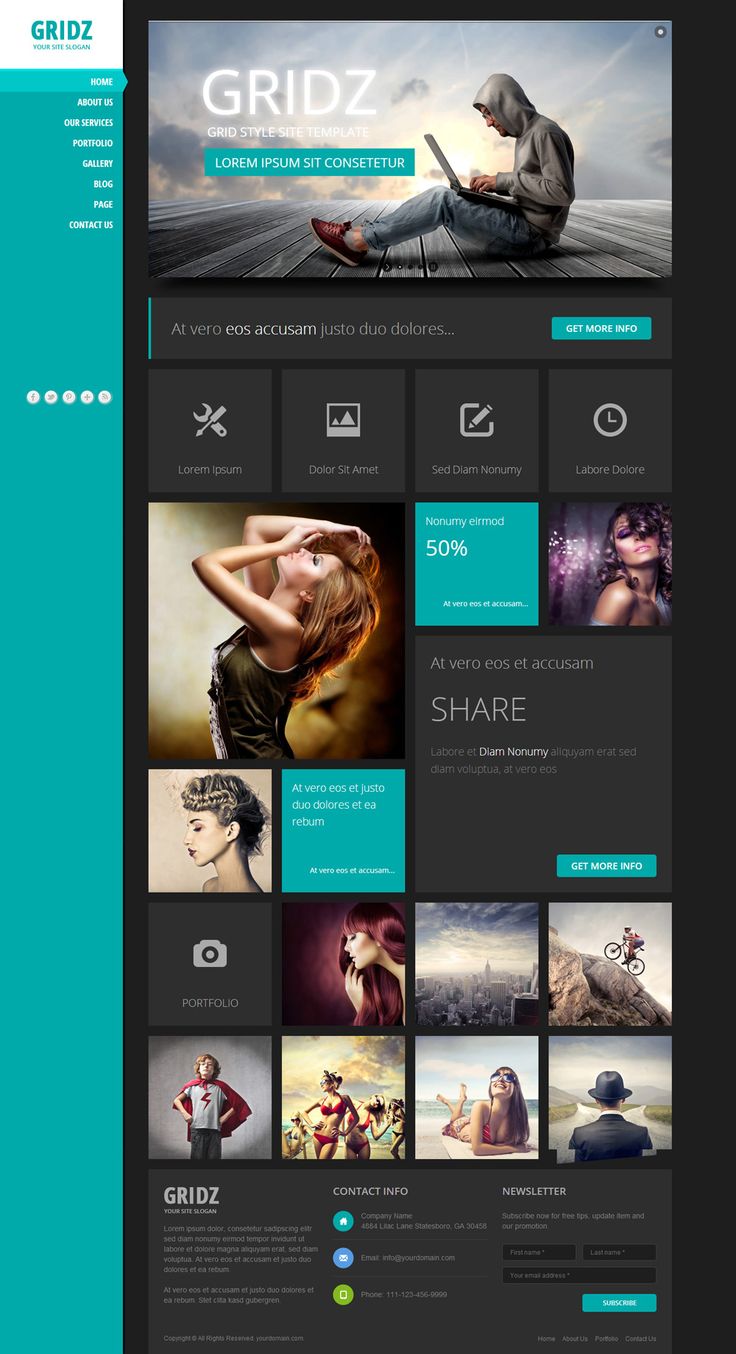 GRIDZ
YOUR SITE SLOGAN
HOME
ABOUT US
OUR SERVICES
PORTFOLIO
GALLERY
BLOG
PAGE
CONTACT US
GRIDZ
GRID STYLE SITE TEMPLATE
LOREM IPSUM SIT CONSETETUR
At vero eos accusam justo duo dolores...
GET MORE INFO
Lorem Ipsum
Dolor Sit Amet
Sed Diam Nonumy
Labore Dolore
Nonumy eirmod
50%
At vero eos et accusam...
At vero eos et accusam
SHARE
Labore et Diam Nonumy aliquyam erat sed
diam voluptua, at vero eos
GET MORE INFO
At vero eos et justo
duo dolores et ea
rebum
At vero eos et accusam...
PORTFOLIO
GRIDZ
YOUR SITE SLOGAN
Lorem ipsum dolor, consetetur sadipscing elitr
sed diam nonumy eirmod tempor invidunt ut
labore et dolore magna aliquyam erat, sed diam
voluptua. At vero eos et accusam et justo duo
dolores et ea rebum
At vero eos et accusam et justo duo dolores et
ea rebum. Stet clita kasd gubergren.
CONTACT INFO
Company Name
4884 Lilac Lane Statesboro, GA 30458
Email: info@yourdomain.com
Phone: 111-123-456-9999
NEWSLETTER
Subscribe now for free tips, update item and
our promotion.
First name *
Last name *
Your email address *
SUBSCRIBE
Copyright © All Rights Reserved. yourdomain.com
Home
About Us
Portfolio
Contact Us